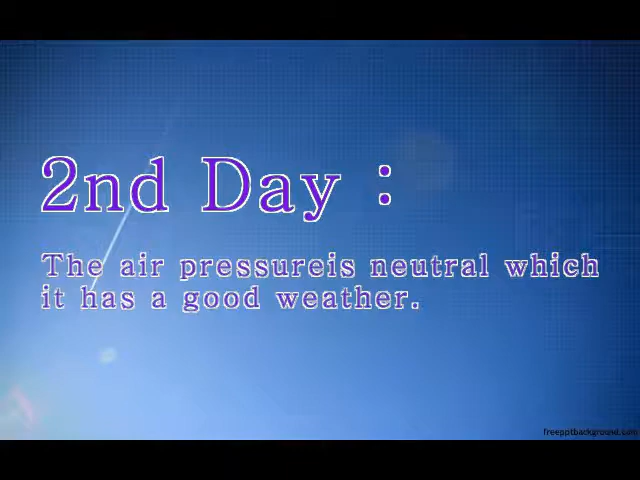 2nd Day :
The air pressureis neutral which
it has a good weather.
freepptbackground.com